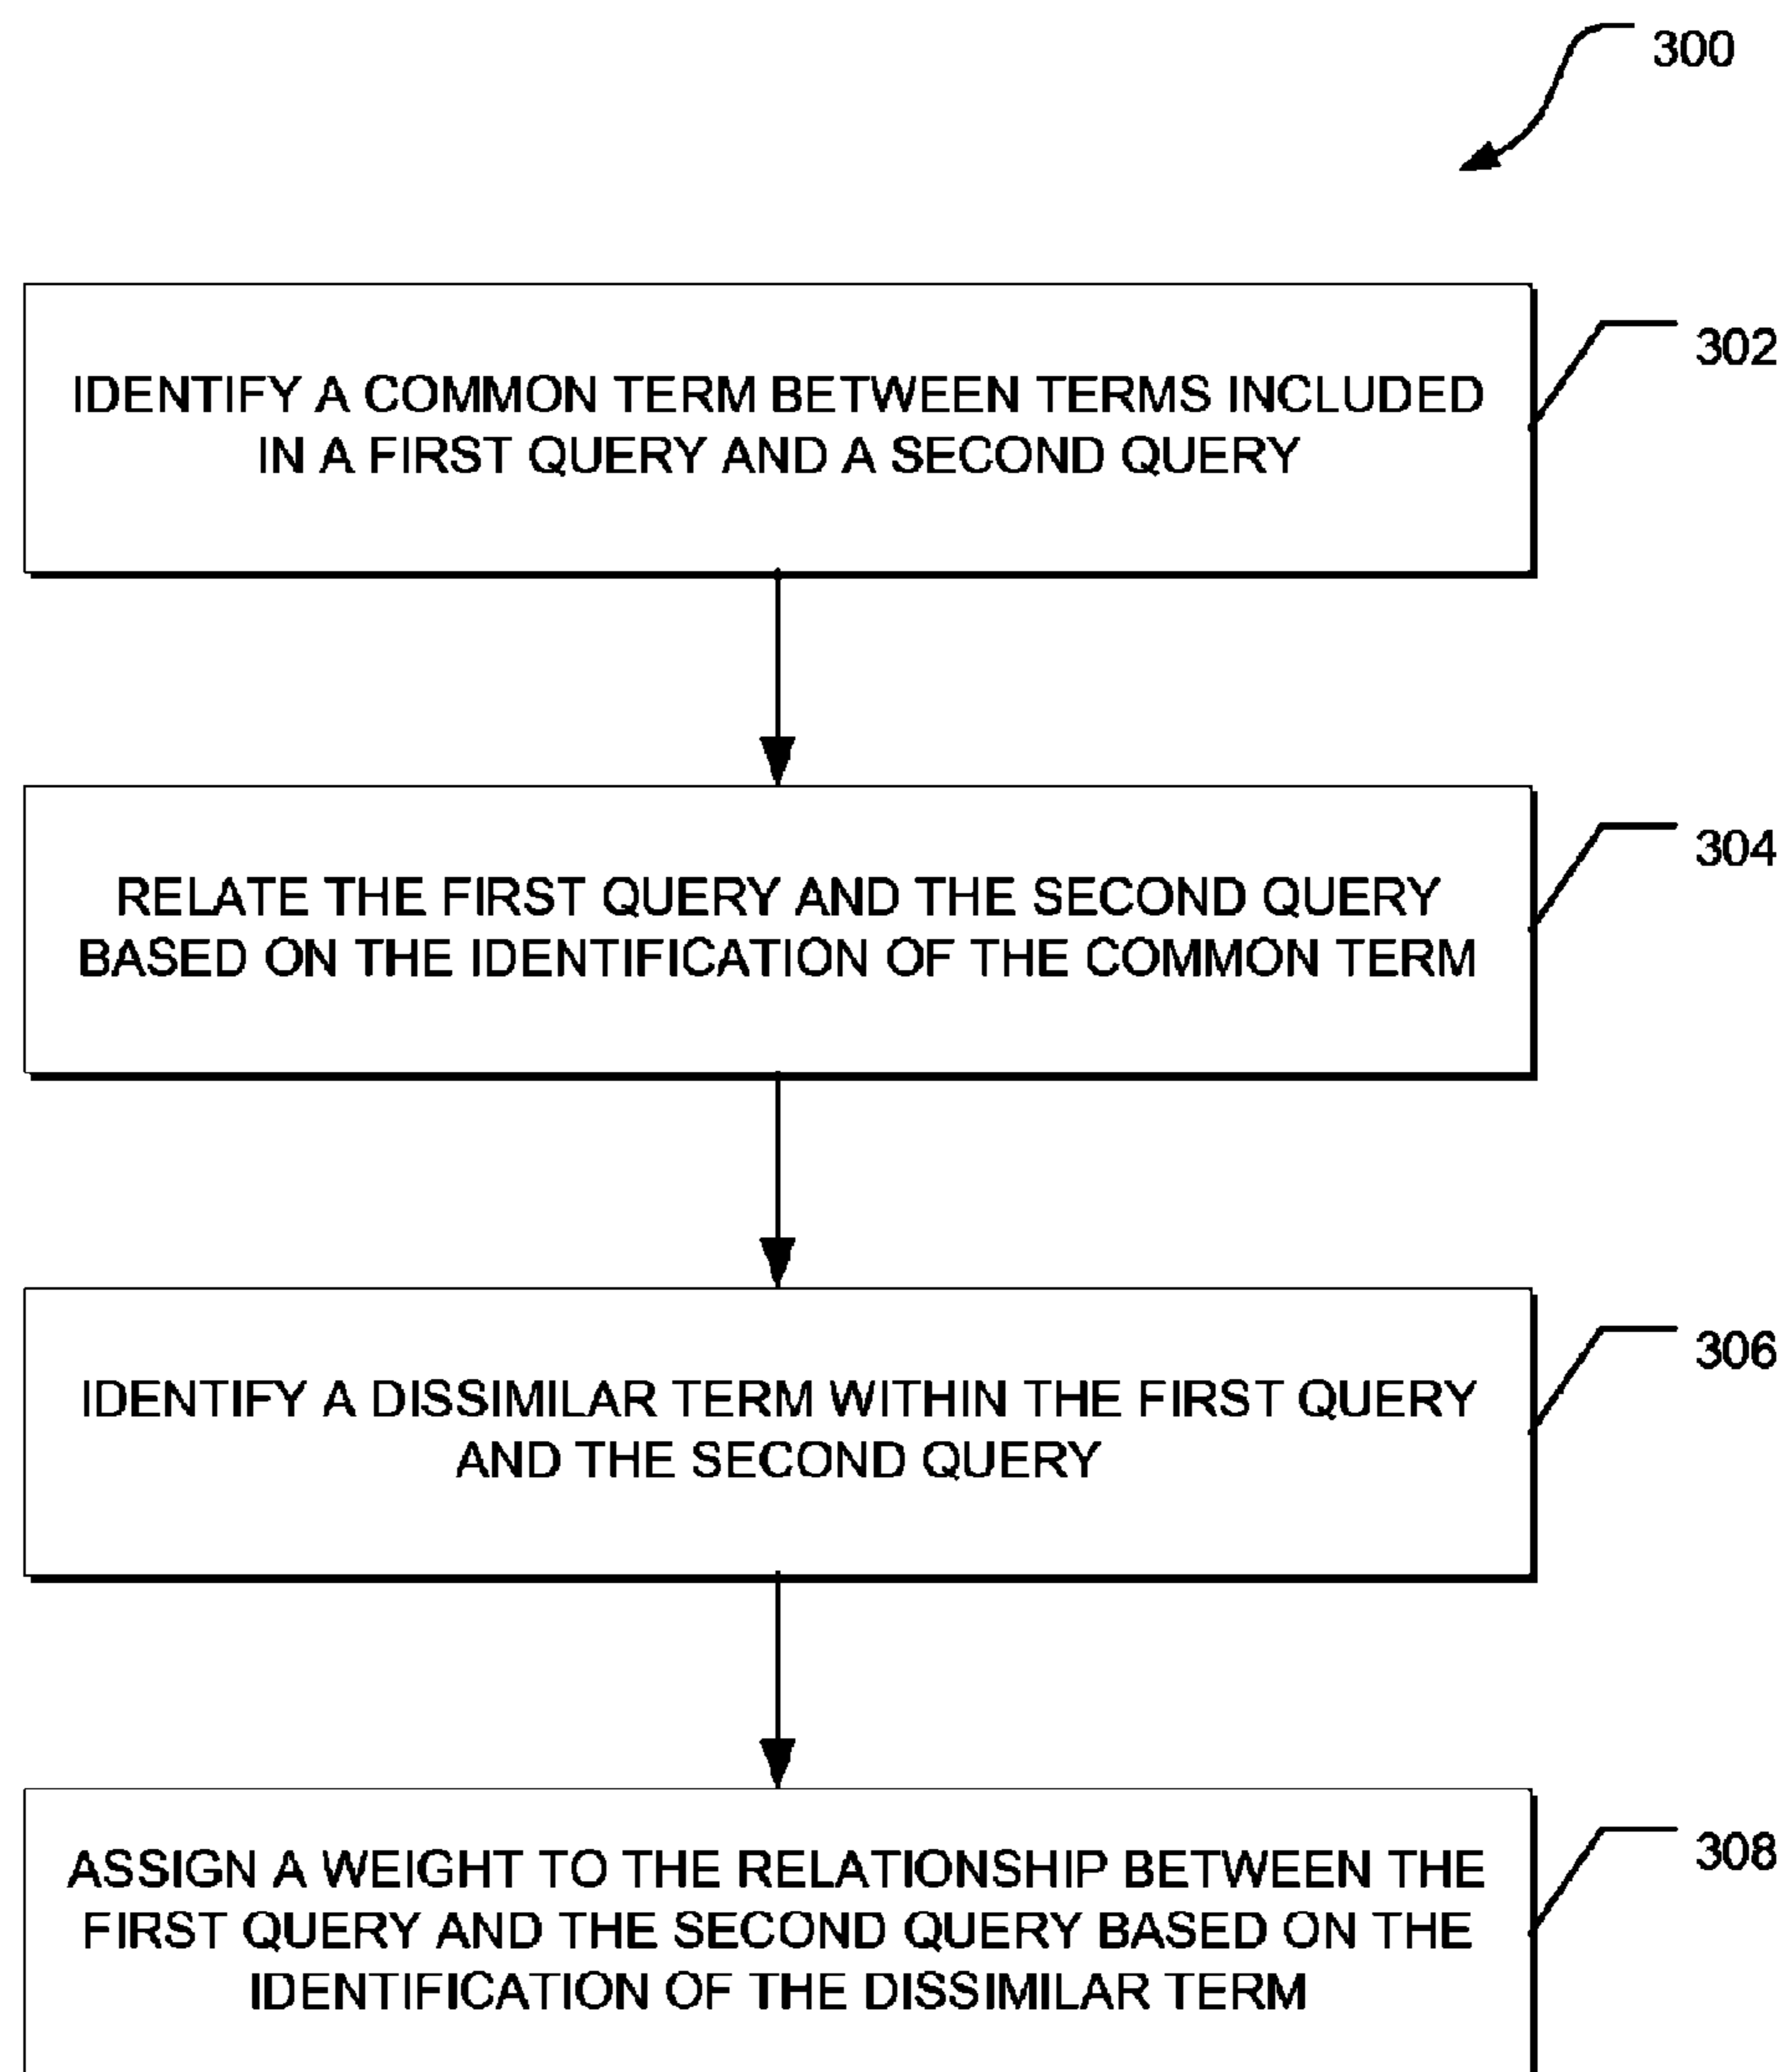 300
IDENTIFY A COMMON TERM BETWEEN TERMS INCLUDED
IN A FIRST QUERY AND A SECOND QUERY
302
RELATE THE FIRST QUERY AND THE SECOND QUERY
BASED ON THE IDENTIFICATION OF THE COMMON TERM
304
IDENTIFY A DISSIMILAR TERM WITHIN THE FIRST QUERY
AND THE SECOND QUERY
306
ASSIGN A WEIGHT TO THE RELATIONSHIP BETWEEN THE
FIRST QUERY AND THE SECOND QUERY BASED ON THE
IDENTIFICATION OF THE DISSIMILAR TERM
308